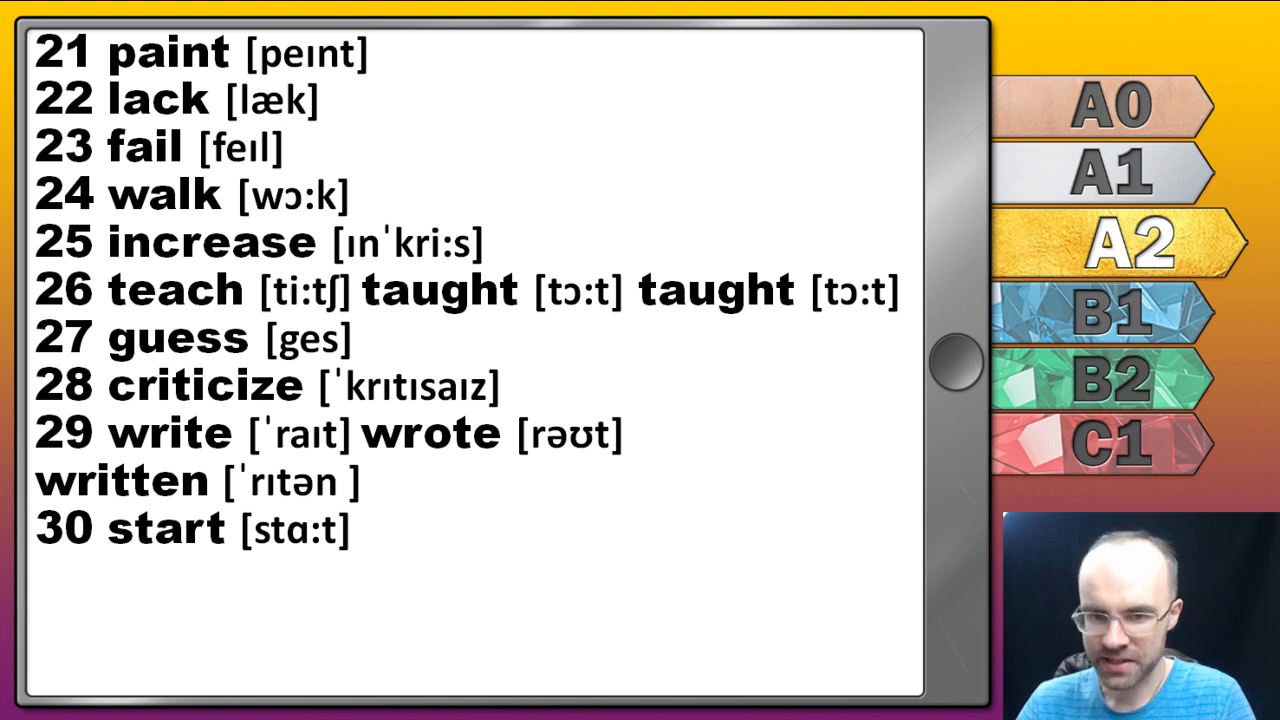 21 paint [peɪnt]
22 lack [læk]
23 fail [feɪl]
24 walk [wɔ:k]
25 increase [ɪnˈkri:s]
26 teach [ti:tʃ] taught [tɔ:t] taught [tɔ:t]
27 guess [ges]
28 criticize [ˈkrɪtɪsaɪz]
29 write [ˈraɪt] wrote [rəʊt]
written [ˈrɪtən ]
30 start [stɑ:t]
A0
A1
A2
B1
B2
C1